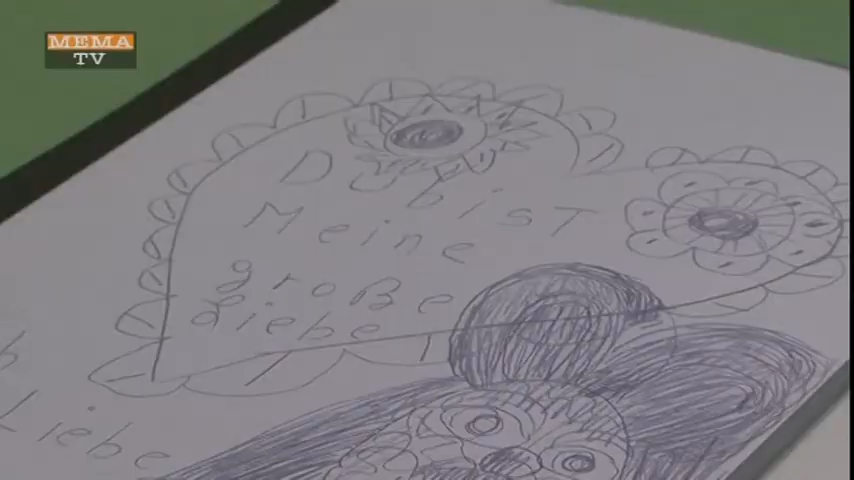 MEMA
TV
Du bist
Meine
große
Liebe
Liebe